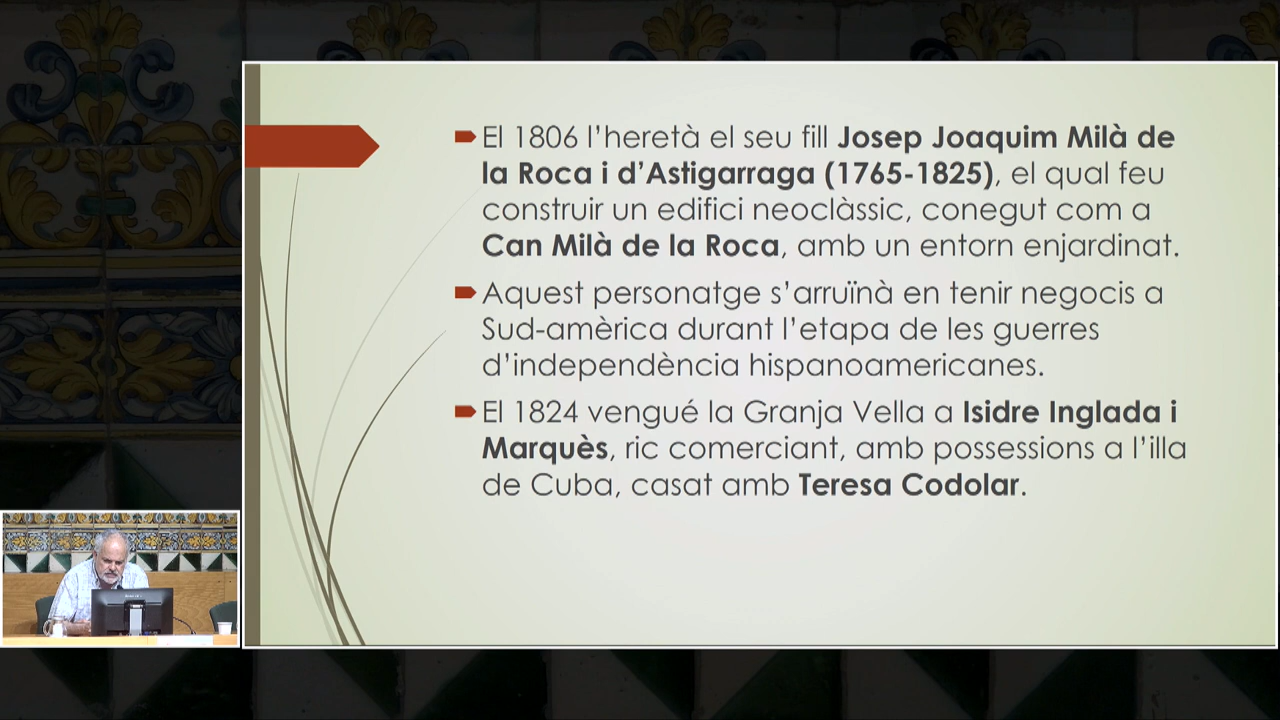 El 1806 l’heretà el seu fill Josep Joaquim Milà de
la Roca i d’Astigarraga (1765-1825), el qual feu
construir un edifici neoclàssic, conegut com a
Can Milà de la Roca, amb un entorn enjardinat.
Aquest personatge s’arruïnà en tenir negocis a
Sud-amèrica durant l’etapa de les guerres
d’independència hispanoamericanes.
El 1824 vengué la Granja Vella a Isidre Inglada i
Marquès, ric comerciant, amb possessions a l’illa
de Cuba, casat amb Teresa Codolar.